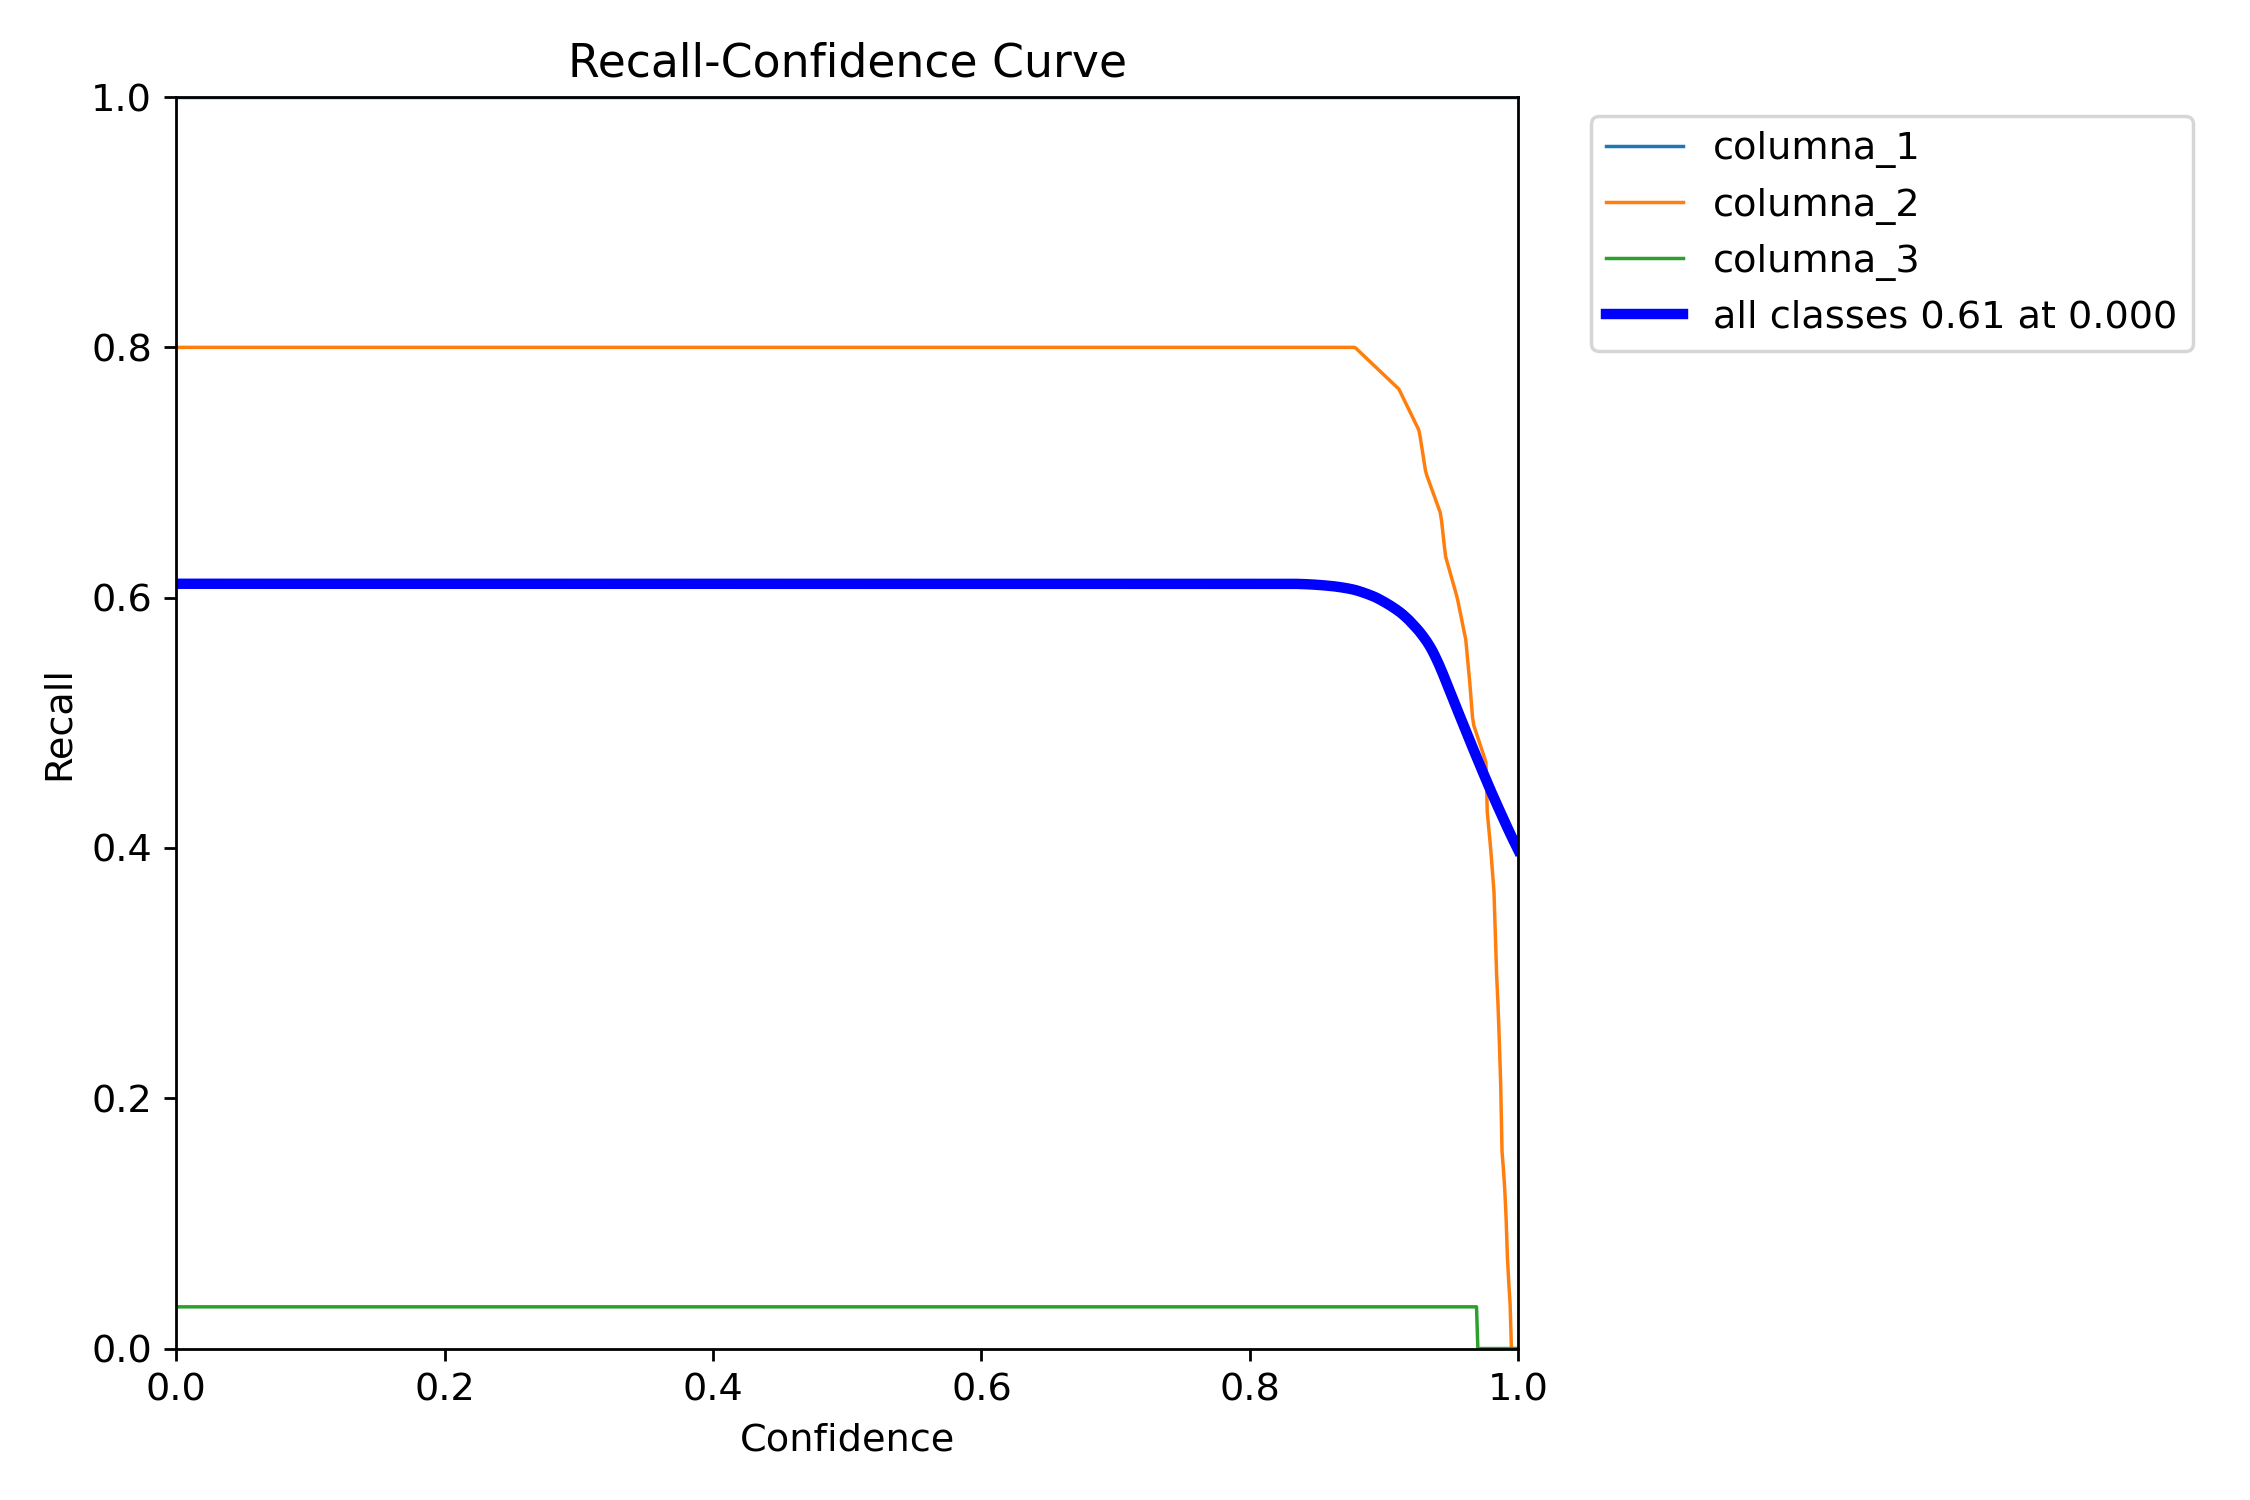 Recall-Confidence Curve
1.0
0.8
0.6
0.4
0.2
0.0
Recall
0.0 0.2 0.4 0.6 0.8 1.0
Confidence
columna_1
columna_2
columna_3
all classes 0.61 at 0.000